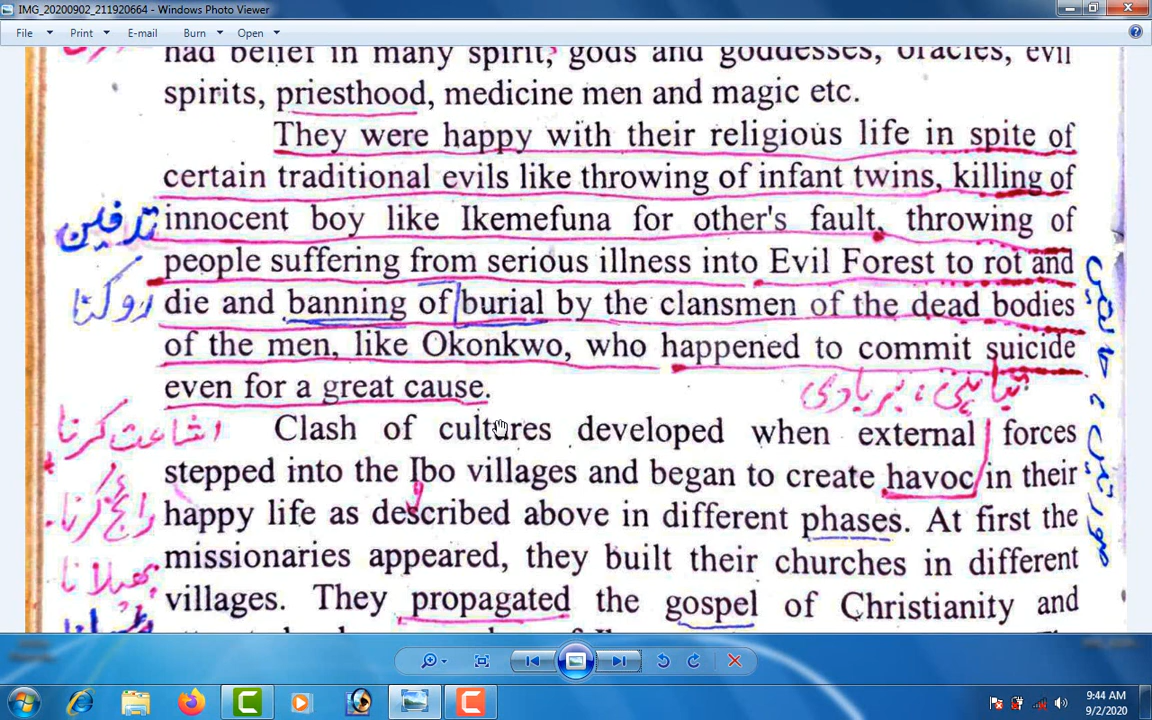 IMG_20200902_211920664 - Windows Photo Viewer
File Print E-mail Burn Open
had belief in many spirit, gods and goddesses, oracles, evil
spirits, priesthood, medicine men and magic etc.
They were happy with their religious life in spite of
certain traditional evils like throwing of infant twins, killing of
innocent boy like Ikemefuna for other's fault, throwing of
تدفین
people suffering from serious illness into Evil Forest to rot and
die and banning of burial by the clansmen of the dead bodies
روکنا
of the men, like Okonkwo, who happened to commit suicide
even for a great cause.
تباہی، بربادی
Clash of cultures developed when external forces
اشاعت کرنا
stepped into the Ibo villages and began to create havoc in their
happy life as described above in different phases. At first the
رائج کرنا
missionaries appeared, they built their churches in different
پھیلانا
villages. They propagated the gospel of Christianity and
9:44 AM
9/2/2020